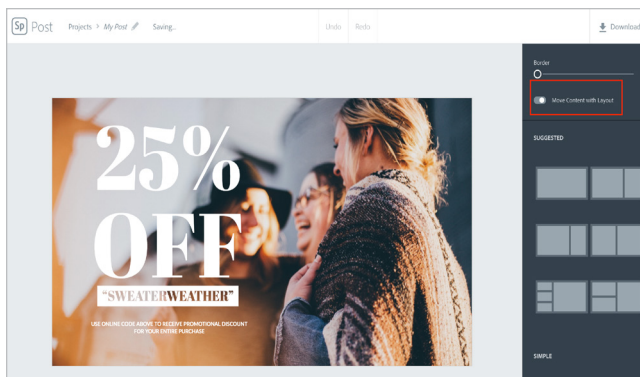 Sp Post Projects > My Post Saving.. Undo Redo Download
Border
Move Content with Layout
SUGGESTED
25%
OFF
"SWEATERWEATHER"
USE ONLINE CODE ABOVE TO RECEIVE PROMOTIONAL DISCOUNT
FOR YOUR ENTIRE PURCHASE
SIMPLE